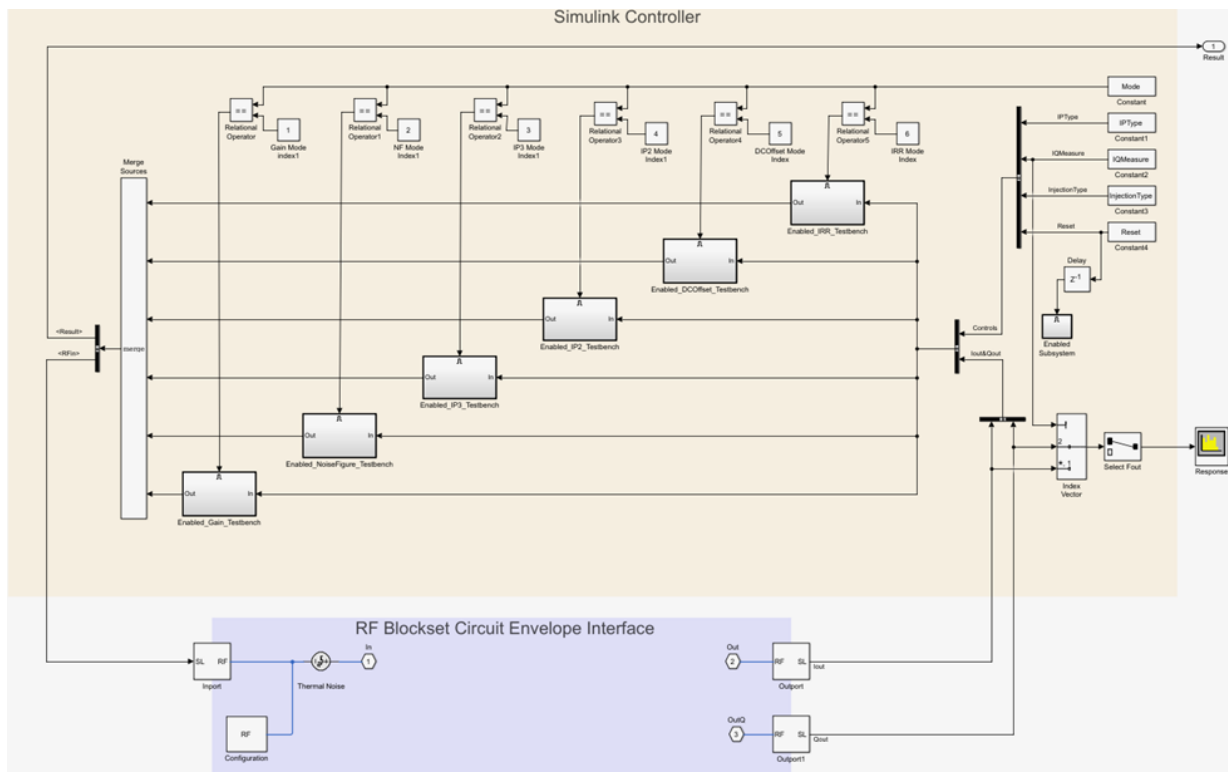 Simulink Controller
1
Result
Mode
Constant
==
Relational
Operator
1
Gain Mode
index1
==
Relational
Operator1
2
NF Mode
Index1
==
Relational
Operator2
3
IP3 Mode
Index1
==
Relational
Operator3
4
IP2 Mode
Index1
==
Relational
Operator4
5
DCOffset Mode
Index
==
Relational
Operator5
6
IRR Mode
Index
IPType
IPType
Constant1
IQMeasure
IQMeasure
Constant2
InjectionType
InjectionType
Constant3
Reset
Reset
Constant4
Merge
Sources
merge
Out
In
Enabled_IRR_Testbench
Out
In
Enabled_DCOffset_Testbench
Out
In
Enabled_IP2_Testbench
Out
In
Enabled_IP3_Testbench
Out
In
Enabled_NoiseFigure_Testbench
Out
In
Enabled_Gain_Testbench
Delay
Z-1
Enabled
Subsystem
Controls
Iout&Qout
<Result>
<RFin>
2
*, 1
Index
Vector
Select Fout
Response
RF Blockset Circuit Envelope Interface
SL
RF
Inport
Thermal Noise
In
1
RF
Configuration
Out
2
RF
SL
Outport
Iout
OutQ
3
RF
SL
Outport1
Qout